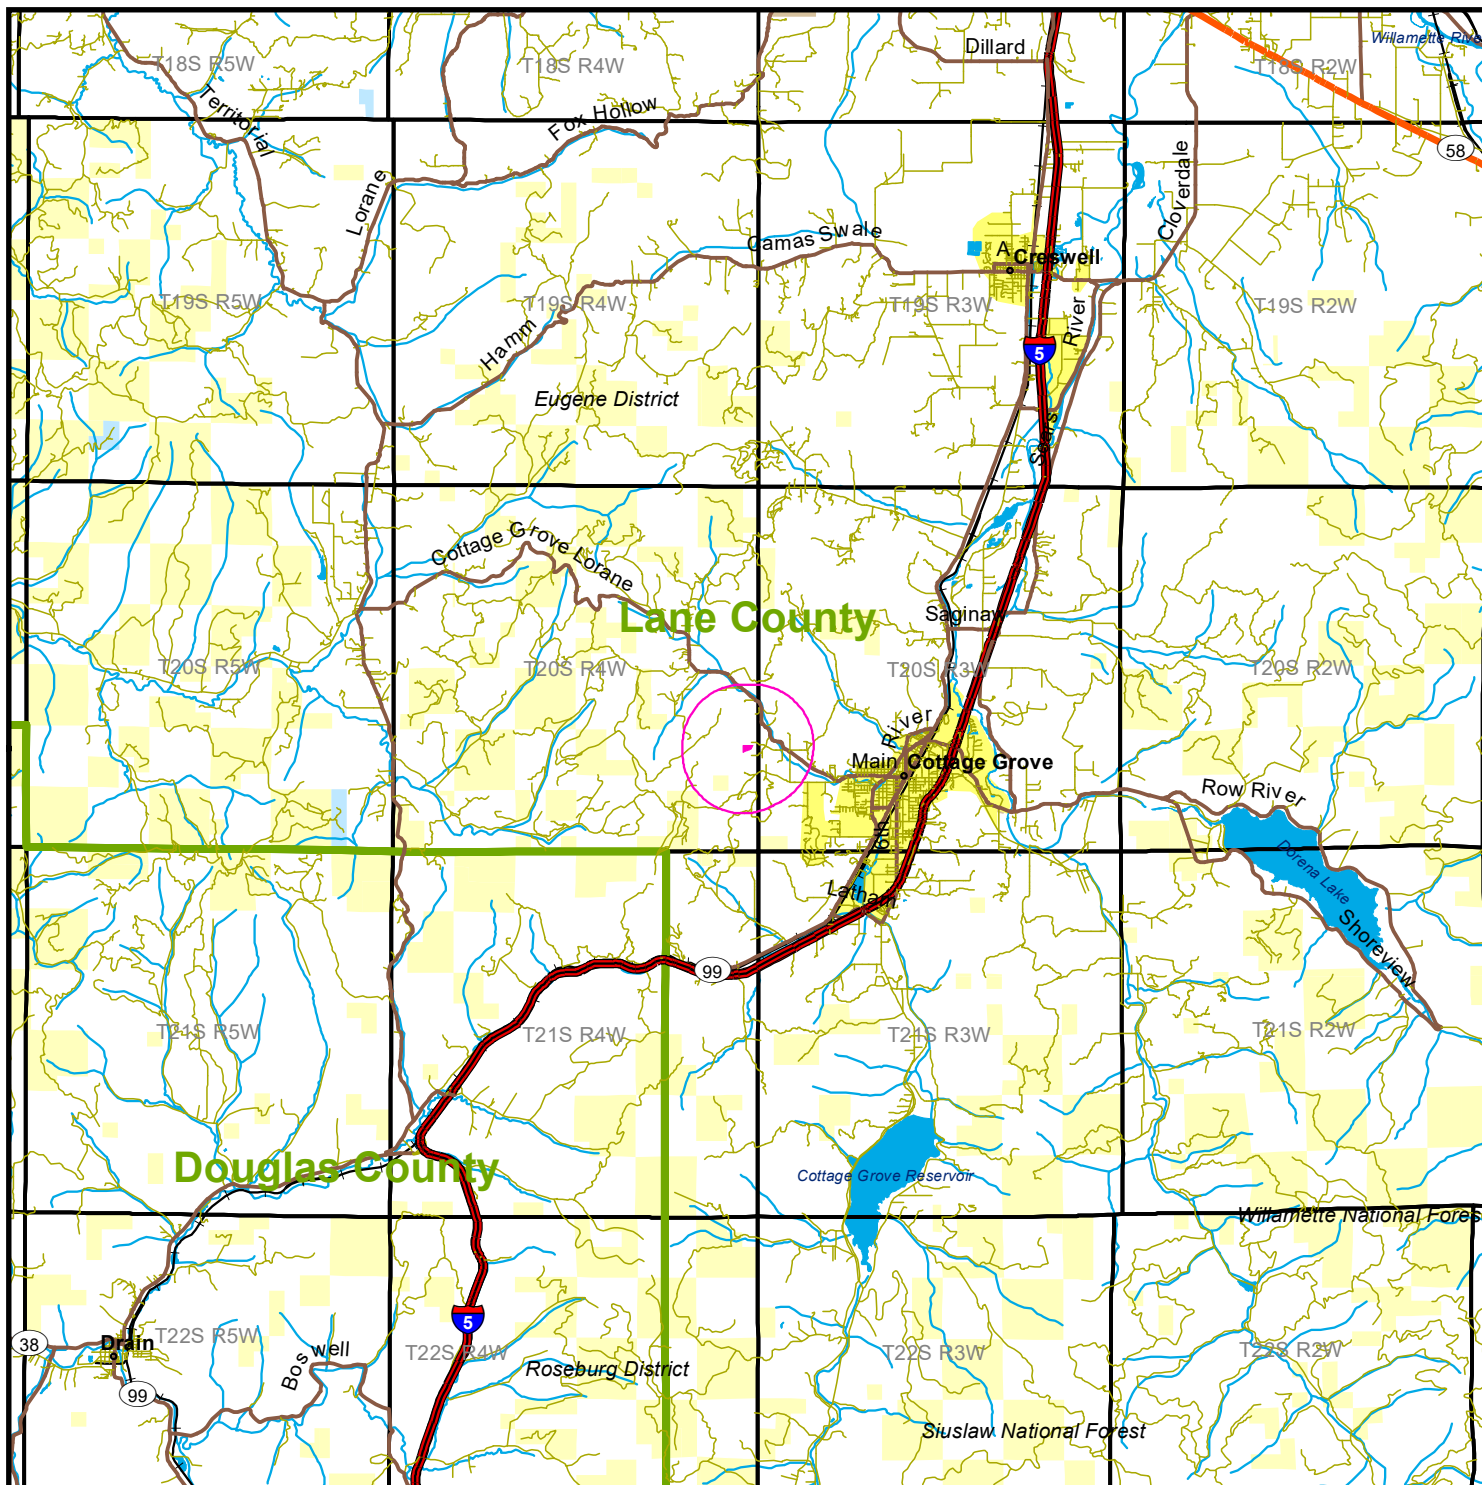 Dillard
Willamette Rive
T18S R5W
T18S R4W
T18S R2W
Territorial
Fox Hollow
58
Cloverdale
Lorane
Camas Swale
A
Creswell
T19S R5W
T19S R4W
T19S R3W
T19S R2W
River
Hamm
5
Eugene District
Sears
Cottage Grove Lorane
Lane County
Saginaw
T20S R5W
T20S R4W
T20S R3W
T20S R2W
River
Main
Cottage Grove
Row River
6th
Dorena Lake
Latham
Shoreview
99
T21S R5W
T21S R4W
T21S R3W
T21S R2W
Douglas County
Cottage Grove Reservoir
Willamette National Fores
5
38
Drain
T22S R5W
Boswell
T22S R4W
T22S R3W
T22S R2W
Roseburg District
99
Siuslaw National Forest